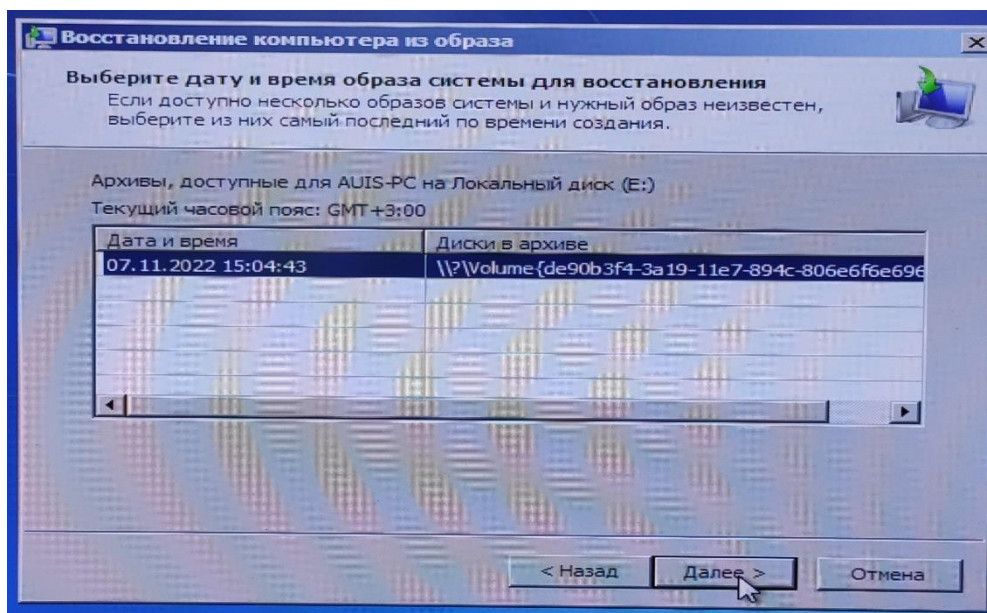 Восстановление компьютера из образа
Выберите дату и время образа системы для восстановления
Если доступно несколько образов системы и нужный образ неизвестен,
выберите из них самый последний по времени создания.
Архивы, доступные для AUIS-PC на Локальный диск (E:)
Текущий часовой пояс: GMT+3:00
Дата и время Диски в архиве
07.11.2022 15:04:43 \\?\Volume{de90b3f4-3a19-11e7-894c-806e6f6e696
< Назад Далее > Отмена